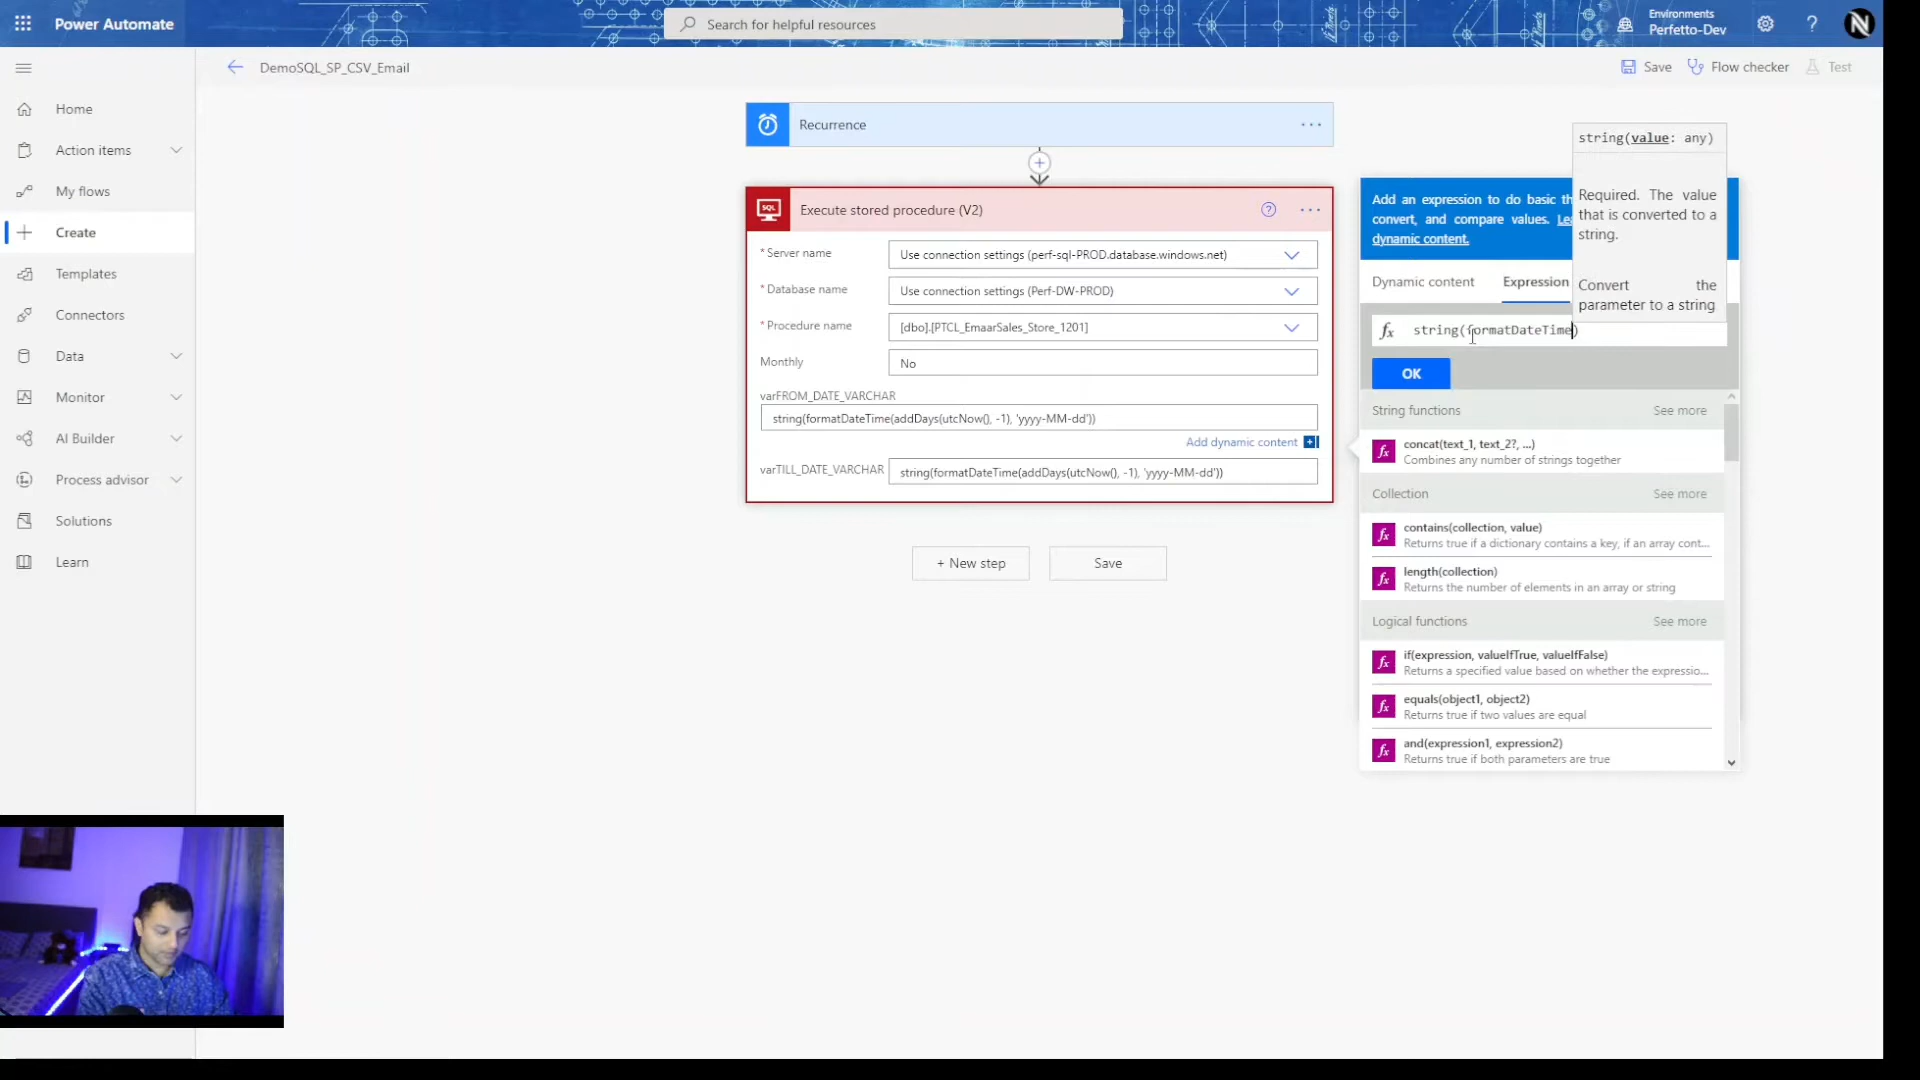 Power Automate
Search for helpful resources
Environments
Perfetto-Dev
?
N
DemoSQL_SP_CSV_Email
Save
Flow checker
Test
Home
Action items
My flows
Create
Templates
Connectors
Data
Monitor
AI Builder
Process advisor
Solutions
Learn
Recurrence
SQL
Execute stored procedure (V2)
?
* Server name
Use connection settings (perf-sql-PROD.database.windows.net)
* Database name
Use connection settings (Perf-DW-PROD)
* Procedure name
[dbo].[PTCL_EmaarSales_Store_1201]
Monthly
No
varFROM_DATE_VARCHAR
string(formatDateTime(addDays(utcNow(), -1), 'yyyy-MM-dd'))
Add dynamic content
varTILL_DATE_VARCHAR
string(formatDateTime(addDays(utcNow(), -1), 'yyyy-MM-dd'))
+ New step
Save
string(value: any)
Required. The value
that is converted to a
string.
Convert the
parameter to a string
Add an expression to do basic
convert, and compare values.
dynamic content.
Dynamic content
Expression
fx
string(formatDateTime)
OK
String functions
See more
fx
concat(text_1, text_2?, ...)
Combines any number of strings together
Collection
See more
fx
contains(collection, value)
Returns true if a dictionary contains a key, if an array cont...
fx
length(collection)
Returns the number of elements in an array or string
Logical functions
See more
fx
if(expression, valueIfTrue, valueIfFalse)
Returns a specified value based on whether the expressio...
fx
equals(object1, object2)
Returns true if two values are equal
fx
and(expression1, expression2)
Returns true if both parameters are true